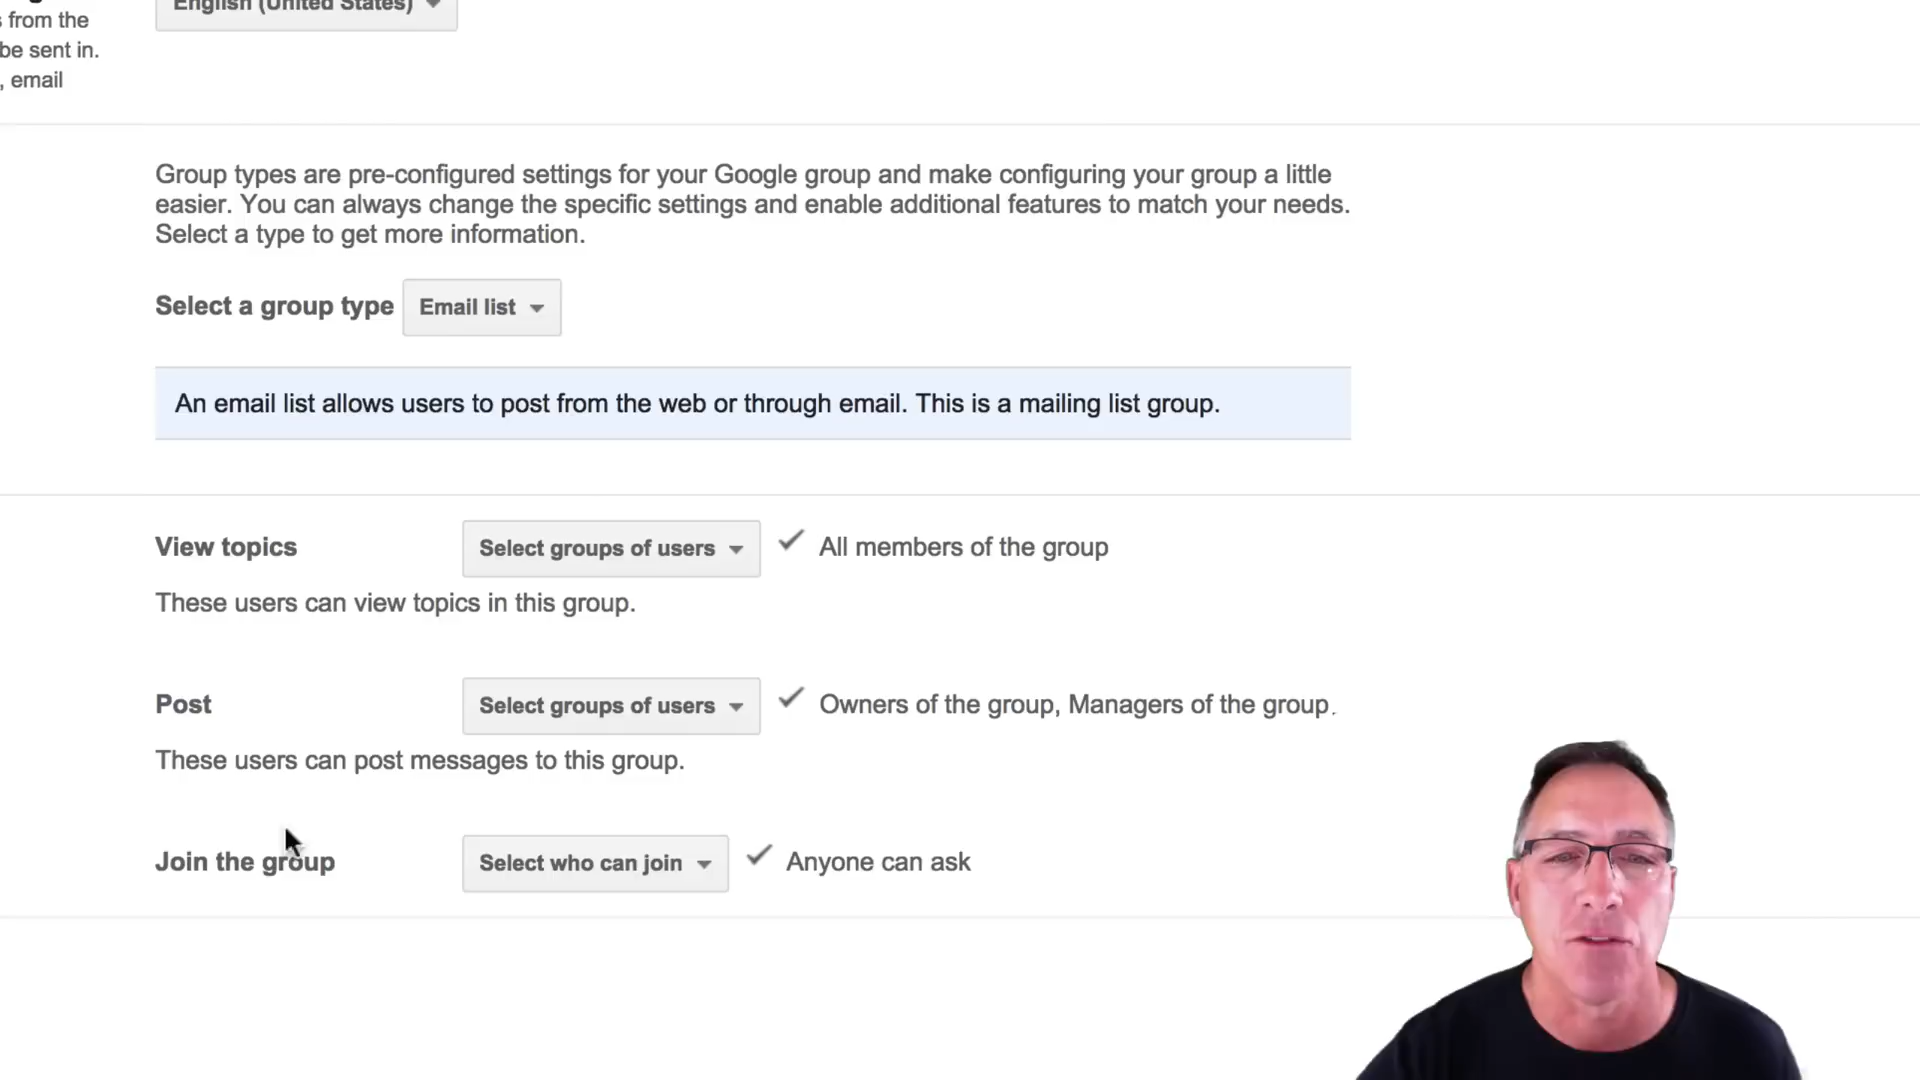 English (United States)
from the
be sent in.
, email
Group types are pre-configured settings for your Google group and make configuring your group a little
easier. You can always change the specific settings and enable additional features to match your needs.
Select a type to get more information.
Select a group type Email list
An email list allows users to post from the web or through email. This is a mailing list group.
View topics Select groups of users All members of the group
These users can view topics in this group.
Post Select groups of users Owners of the group, Managers of the group.
These users can post messages to this group.
Join the group Select who can join Anyone can ask